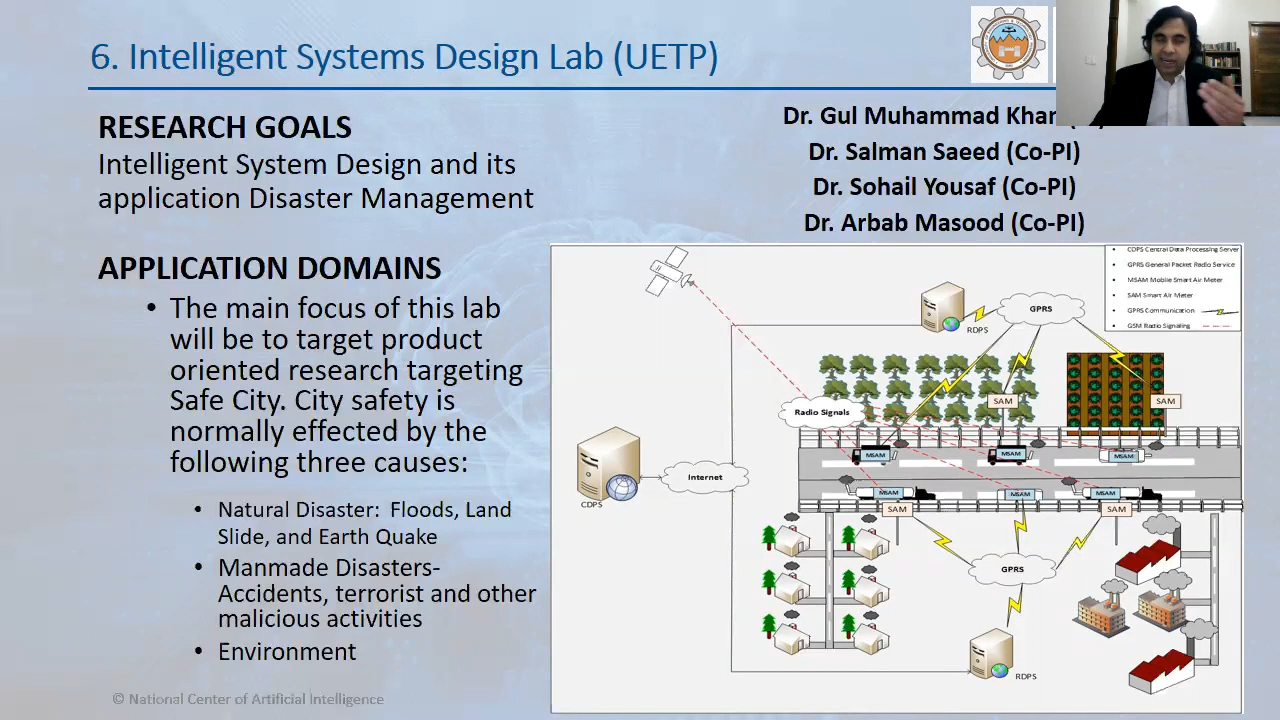 6. Intelligent Systems Design Lab (UETP)
RESEARCH GOALS
Intelligent System Design and its
application Disaster Management
Dr. Gul Muhammad Khan
Dr. Salman Saeed (Co-PI)
Dr. Sohail Yousaf (Co-PI)
Dr. Arbab Masood (Co-PI)
APPLICATION DOMAINS
• The main focus of this lab
will be to target product
oriented research targeting
Safe City. City safety is
normally effected by the
following three causes:
• Natural Disaster: Floods, Land
Slide, and Earth Quake
• Manmade Disasters-
Accidents, terrorist and other
malicious activities
• Environment
© National Center of Artificial Intelligence
• CDPS Central Data Processing Server
• GPRS General Packet Radio Service
• MSAM Mobile Smart Air Meter
• SAM Smart Air Meter
• GPRS Communication
• GSM Radio Signaling
GPRS
RDPS
SAM
SAM
Radio Signals
MSAM
MSAM
MSAM
Internet
CDPS
MSAM
MSAM
MSAM
SAM
SAM
GPRS
RDPS